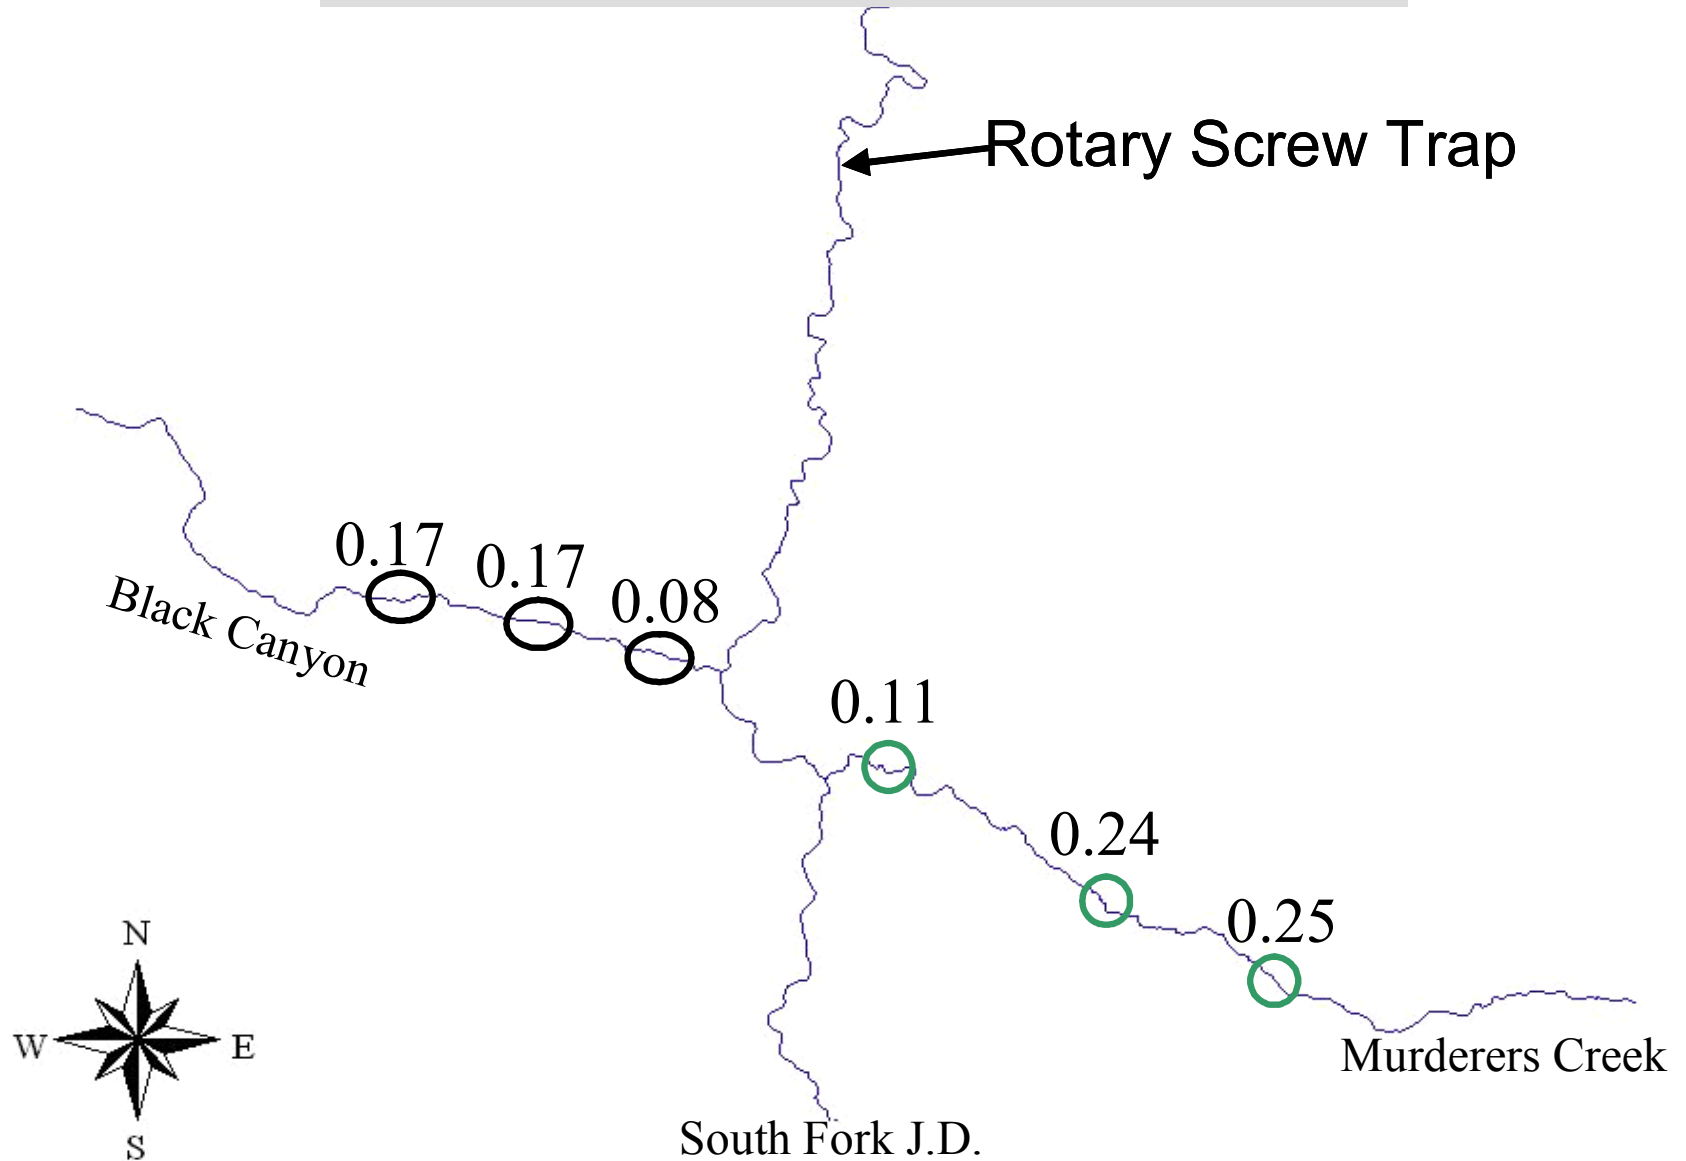 Rotary Screw Trap
0.17
0.17
0.08
Black Canyon
0.11
0.24
0.25
N
W
E
S
Murderers Creek
South Fork J.D.